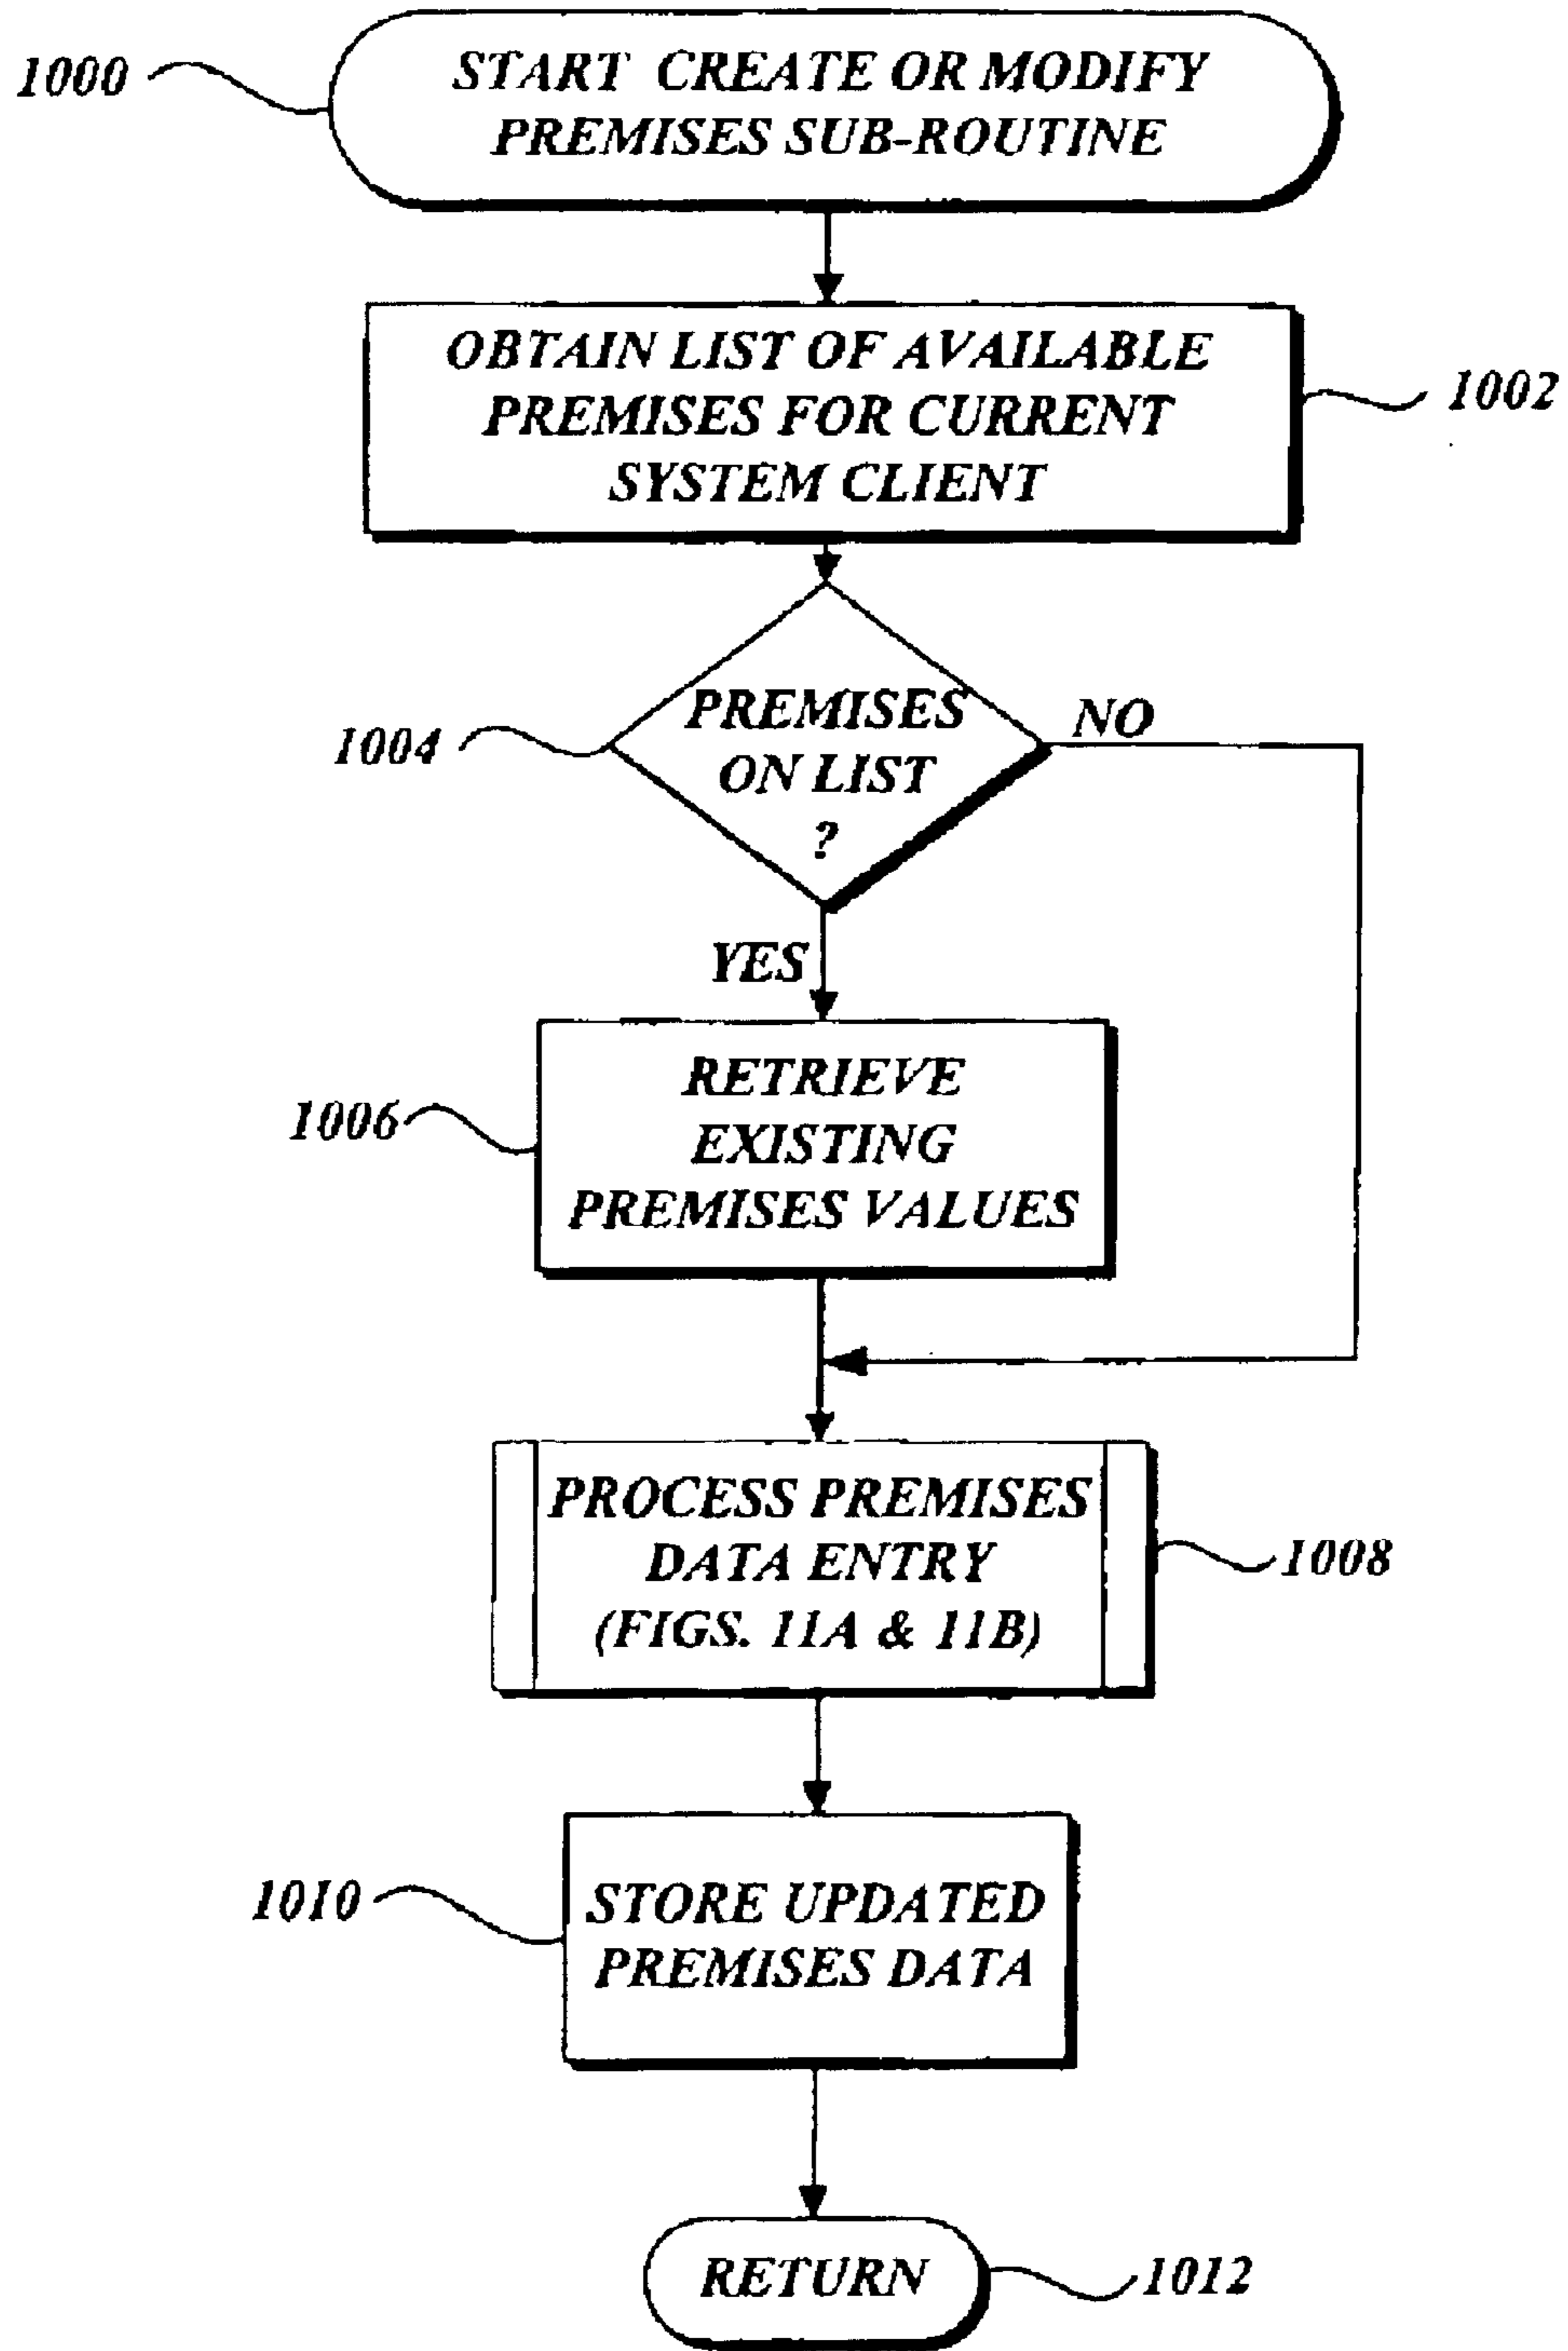 1000
START CREATE OR MODIFY
PREMISES SUB-ROUTINE
OBTAIN LIST OF AVAILABLE
PREMISES FOR CURRENT
SYSTEM CLIENT
1002
1004
PREMISES
ON LIST
?
NO
YES
1006
RETRIEVE
EXISTING
PREMISES VALUES
PROCESS PREMISES
DATA ENTRY
(FIGS. 11A & 11B)
1008
1010
STORE UPDATED
PREMISES DATA
RETURN
1012